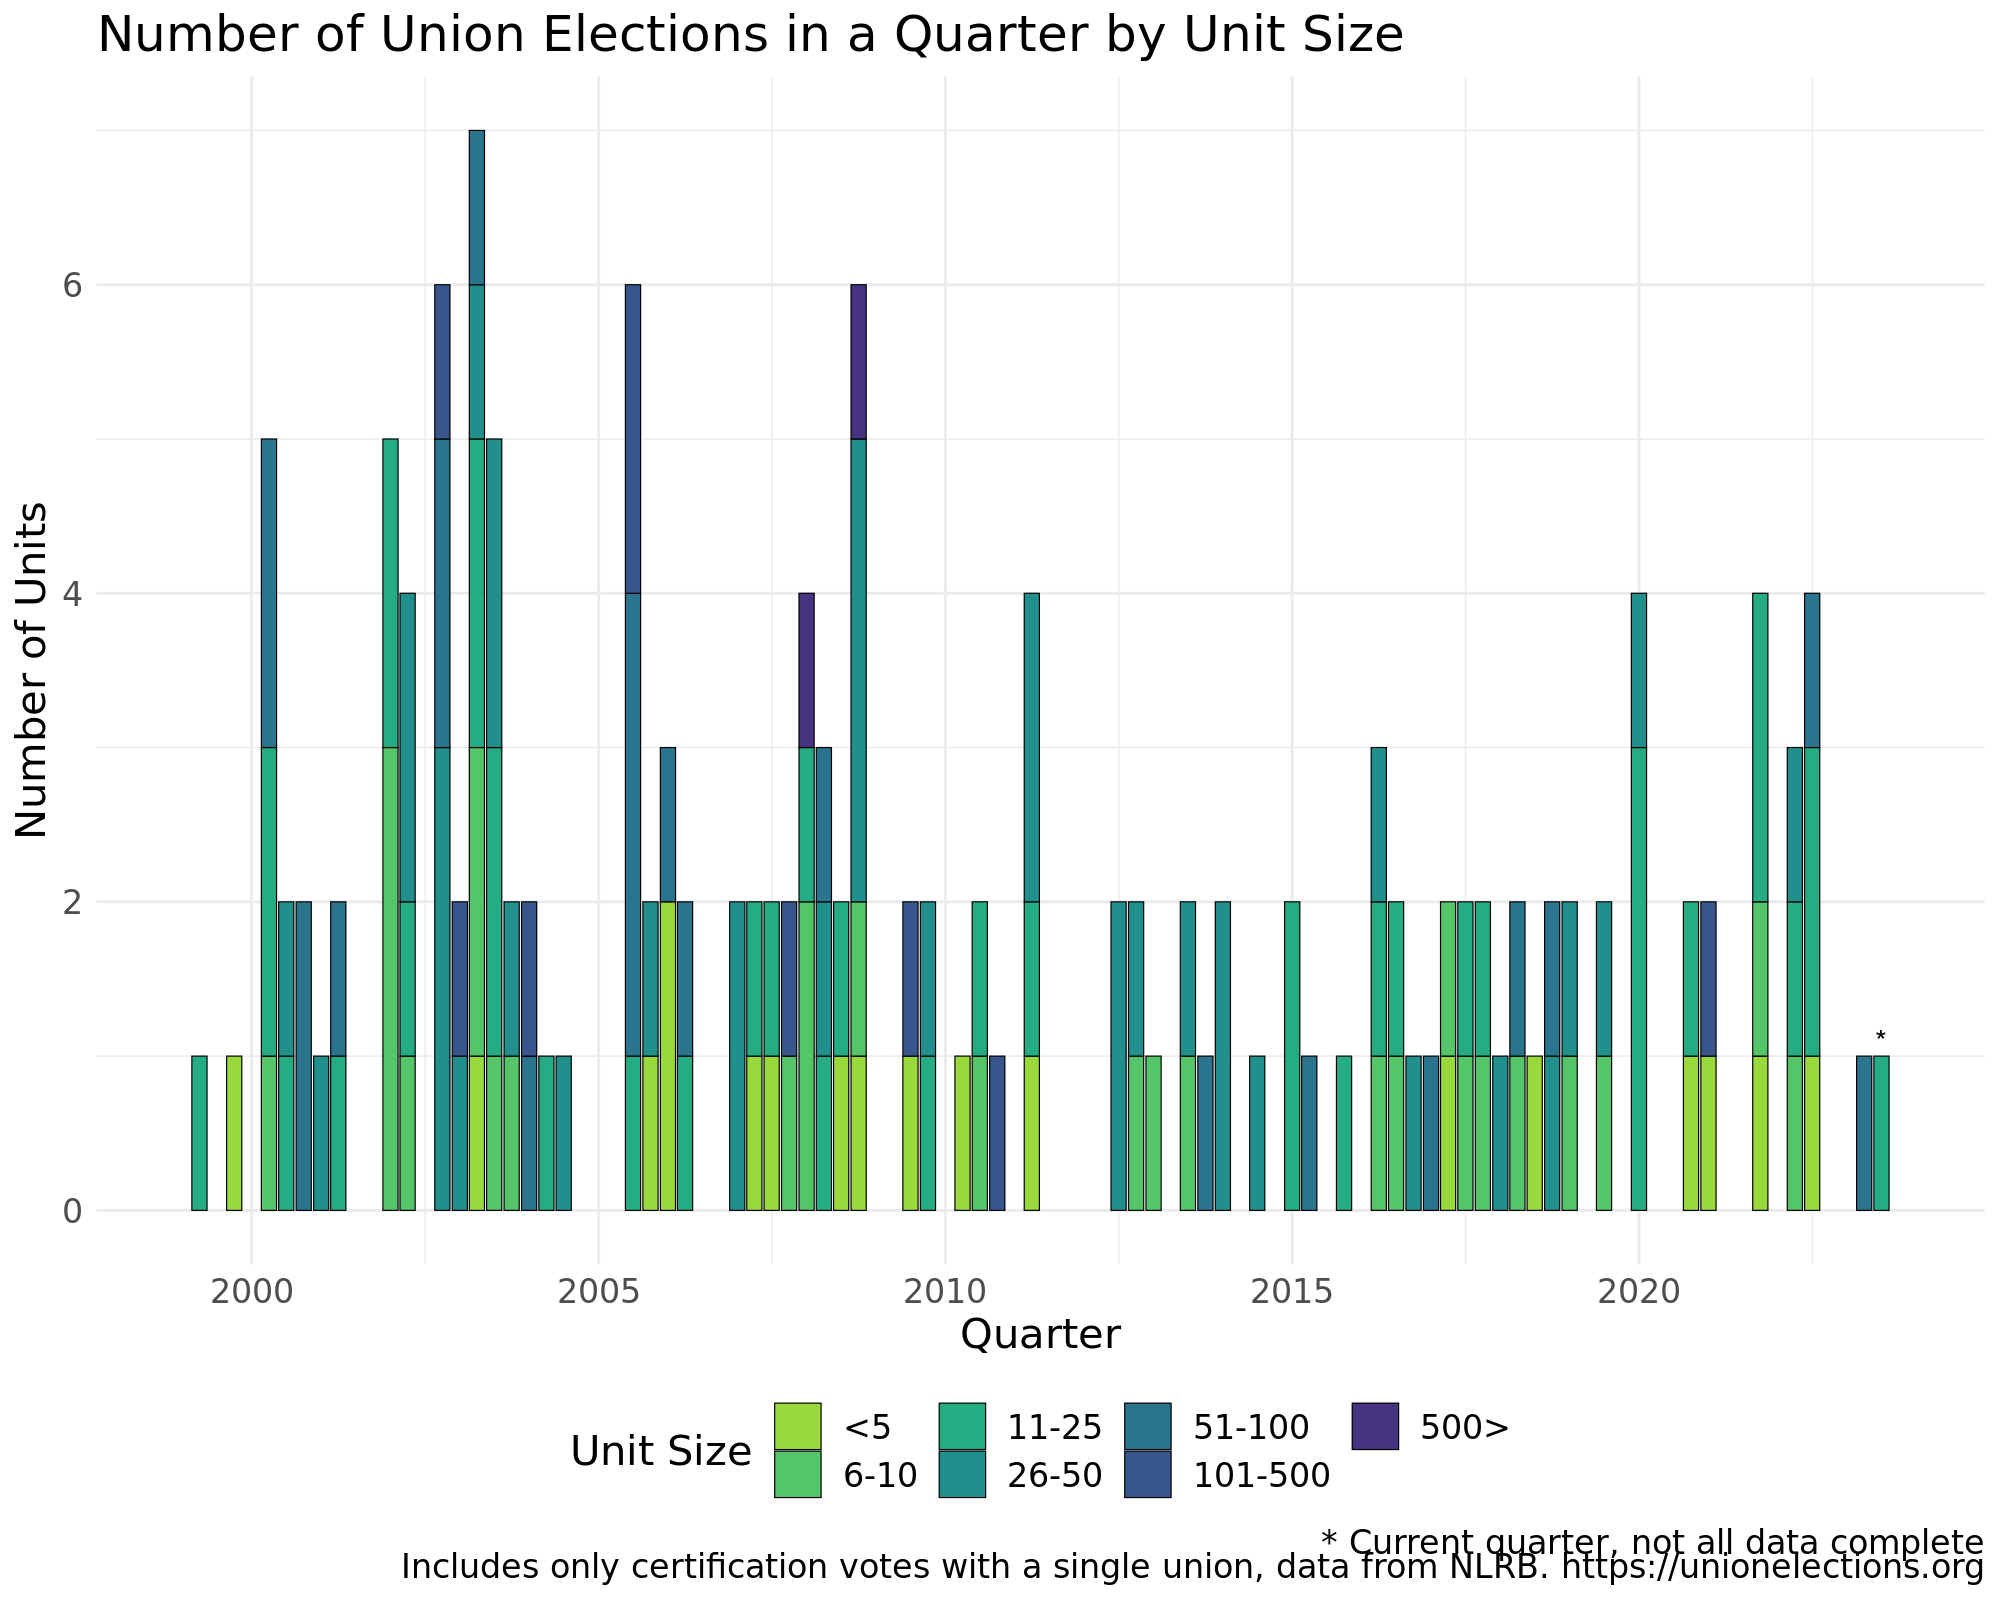 Number of Union Elections in a Quarter by Unit Size
Number of Units
6
4
2
0
*
2000 2005 2010 2015 2020
Quarter
Unit Size
<5 11-25 51-100 500>
6-10 26-50 101-500
* Current quarter, not all data complete
Includes only certification votes with a single union, data from NLRB. https://unionelections.org